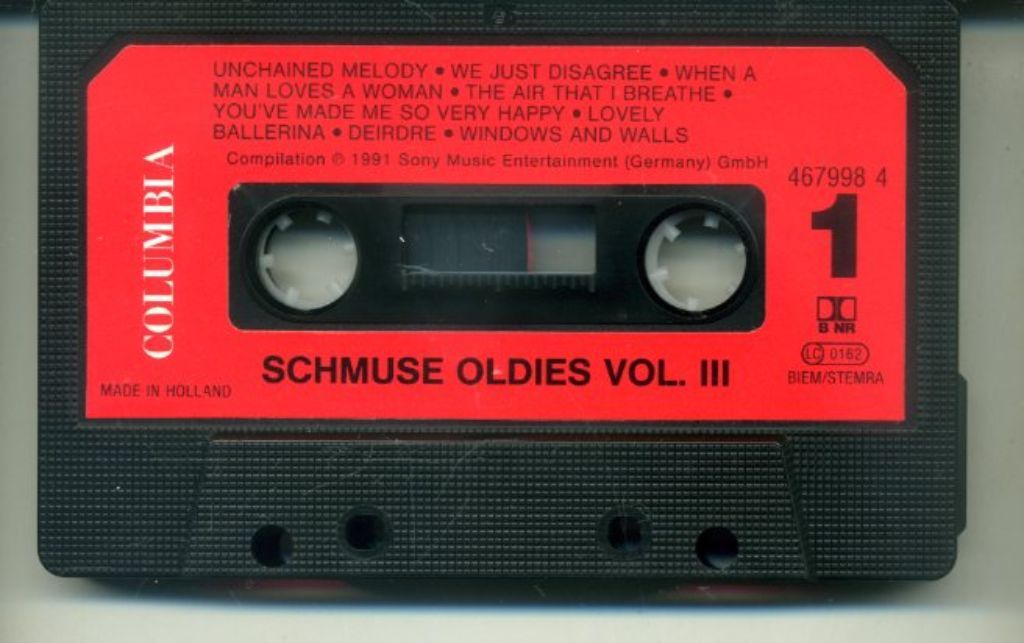 UNCHAINED MELODY • WE JUST DISAGREE • WHEN A
MAN LOVES A WOMAN • THE AIR THAT I BREATHE •
YOU'VE MADE ME SO VERY HAPPY • LOVELY
BALLERINA • DEIRDRE • WINDOWS AND WALLS
Compilation ℗ 1991 Sony Music Entertainment (Germany) GmbH
467998 4
1
COLUMBIA
B NR
LC 0162
BIEM/STEMRA
SCHMUSE OLDIES VOL. III
MADE IN HOLLAND